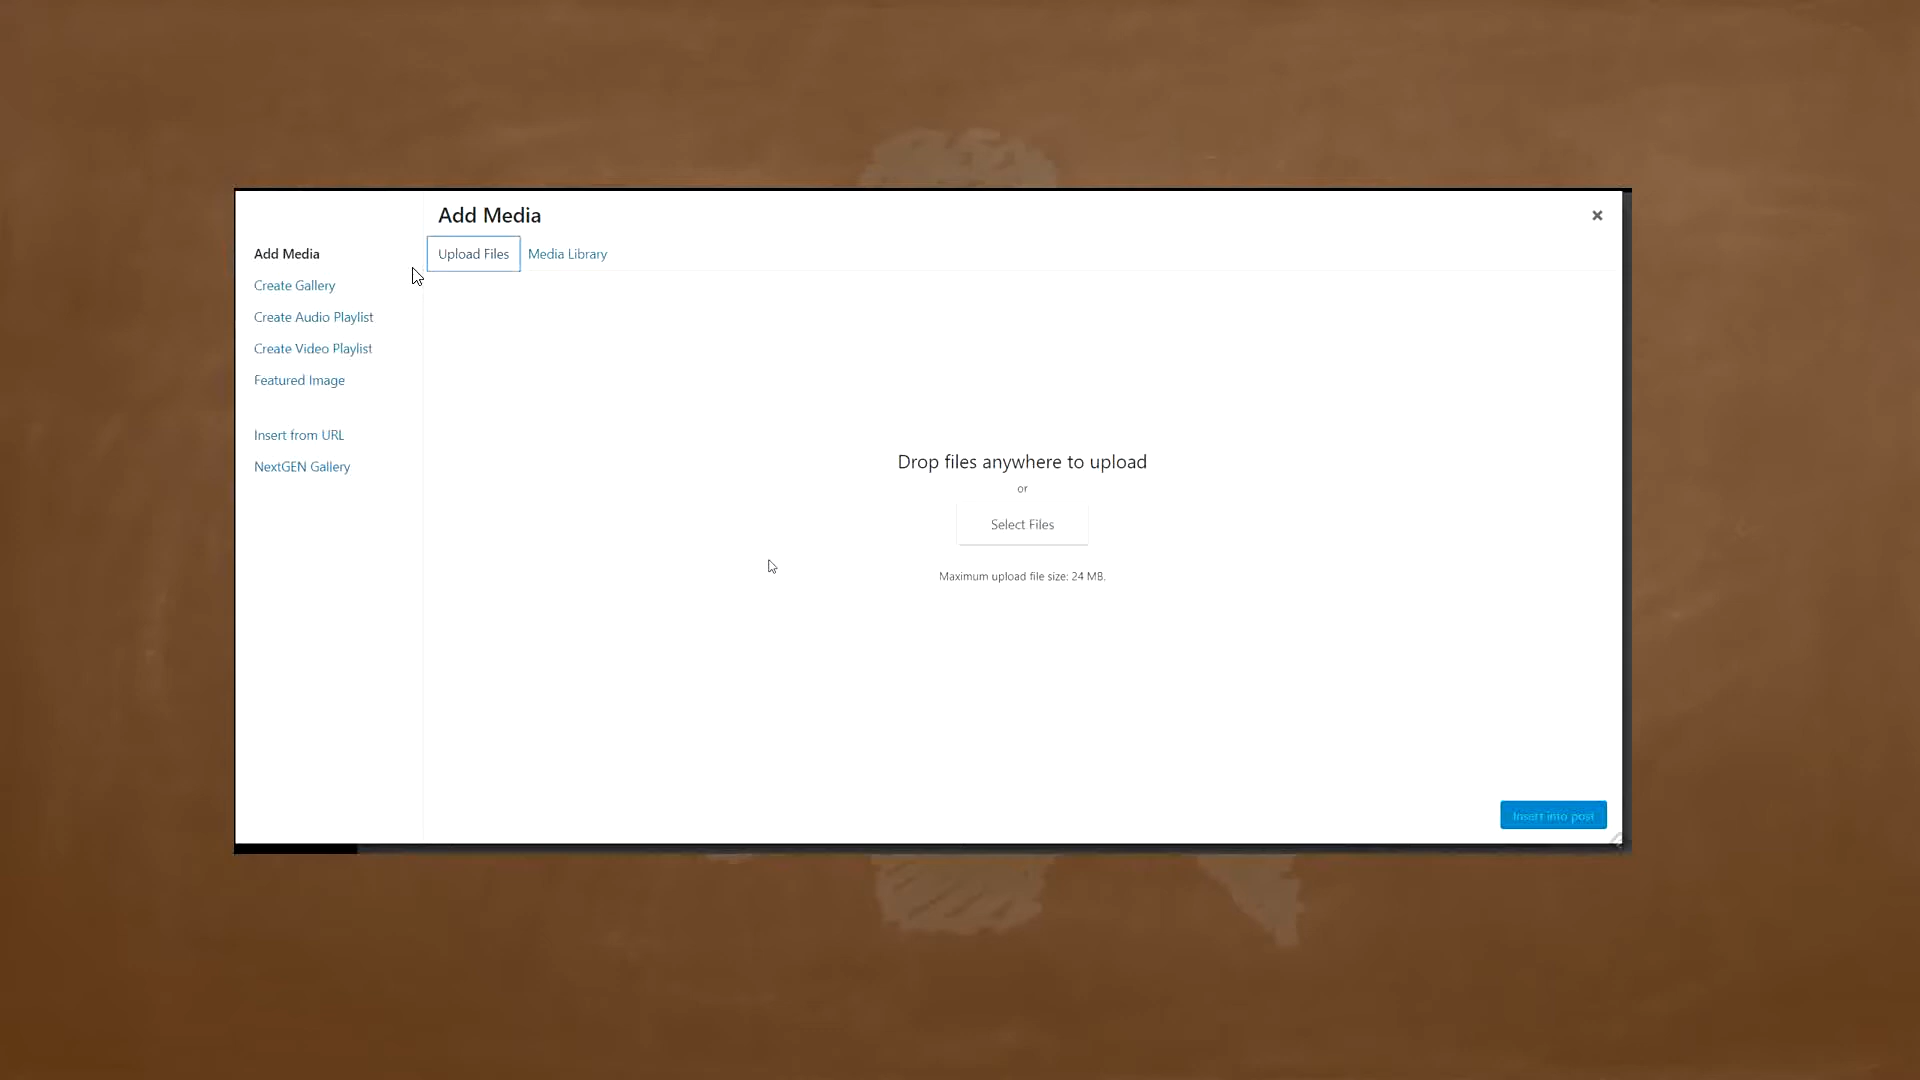 Add Media
Add Media
Create Gallery
Create Audio Playlist
Create Video Playlist
Featured Image
Insert from URL
NextGEN Gallery
Upload Files
Media Library
Drop files anywhere to upload
or
Select Files
Maximum upload file size: 24 MB.
Insert into post